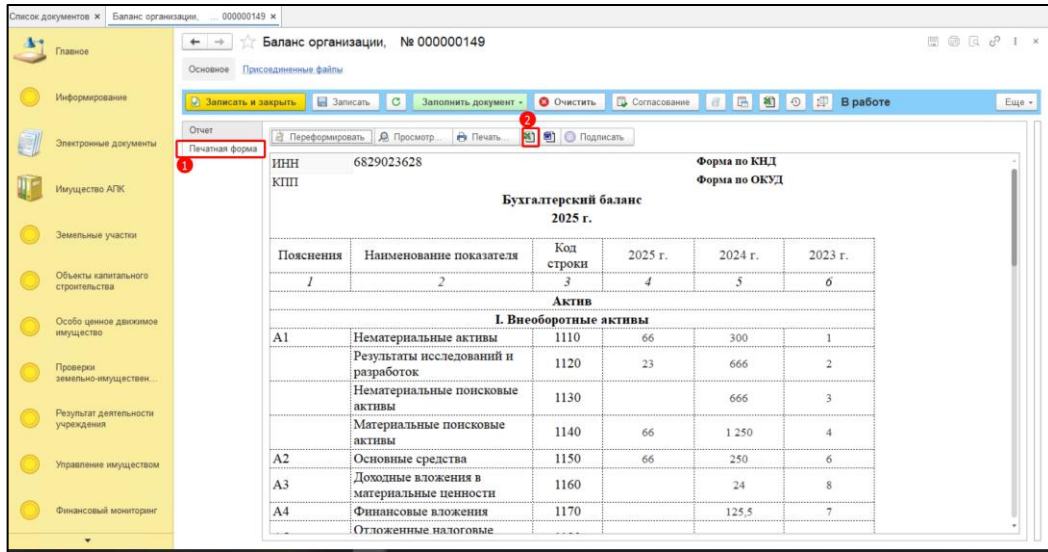 Список документов × Баланс организации, ... 000000149 ×
Главное
Информирование
Электронные документы
Имущество АПК
Земельные участки
Объекты капитального
строительства
Особо ценное движимое
имущество
Проверки
земельно-имуществен...
Результат деятельности
учреждения
Управление имуществом
Финансовый мониторинг
Баланс организации, № 000000149
Основное Присоединенные файлы
Записать и закрыть Записать Заполнить документ Очистить Согласование В работе Еще
Отчет
Печатная форма
1
Переформировать Просмотр... Печать... Подписать
2
ИНН 6829023628 Форма по КНД
КПП Форма по ОКУД
Бухгалтерский баланс
2025 г.
Пояснения Наименование показателя Код строки 2025 г. 2024 г. 2023 г.
1 2 3 4 5 6
Актив
I. Внеоборотные активы
А1 Нематериальные активы 1110 66 300 1
Результаты исследований и
разработок 1120 23 666 2
Нематериальные поисковые
активы 1130 666 3
Материальные поисковые
активы 1140 66 1 250 4
А2 Основные средства 1150 66 250 6
А3 Доходные вложения в
материальные ценности 1160 24 8
А4 Финансовые вложения 1170 125,5 7
Отложенные налоговые